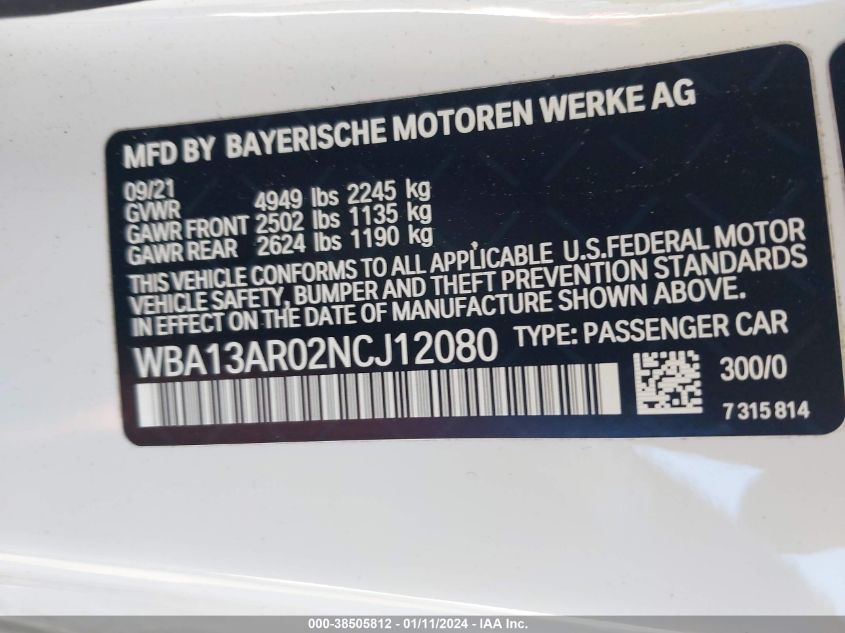 MFD BY BAYERISCHE MOTOREN WERKE AG
09/21
GVWR 4949 lbs 2245 kg
GAWR FRONT 2502 lbs 1135 kg
GAWR REAR 2624 lbs 1190 kg
THIS VEHICLE CONFORMS TO ALL APPLICABLE U.S.FEDERAL MOTOR
VEHICLE SAFETY, BUMPER AND THEFT PREVENTION STANDARDS
IN EFFECT ON THE DATE OF MANUFACTURE SHOWN ABOVE.
WBA13AR02NCJ12080 TYPE: PASSENGER CAR
300/0
7 315 814
000-38505812 - 01/11/2024 - IAA Inc.